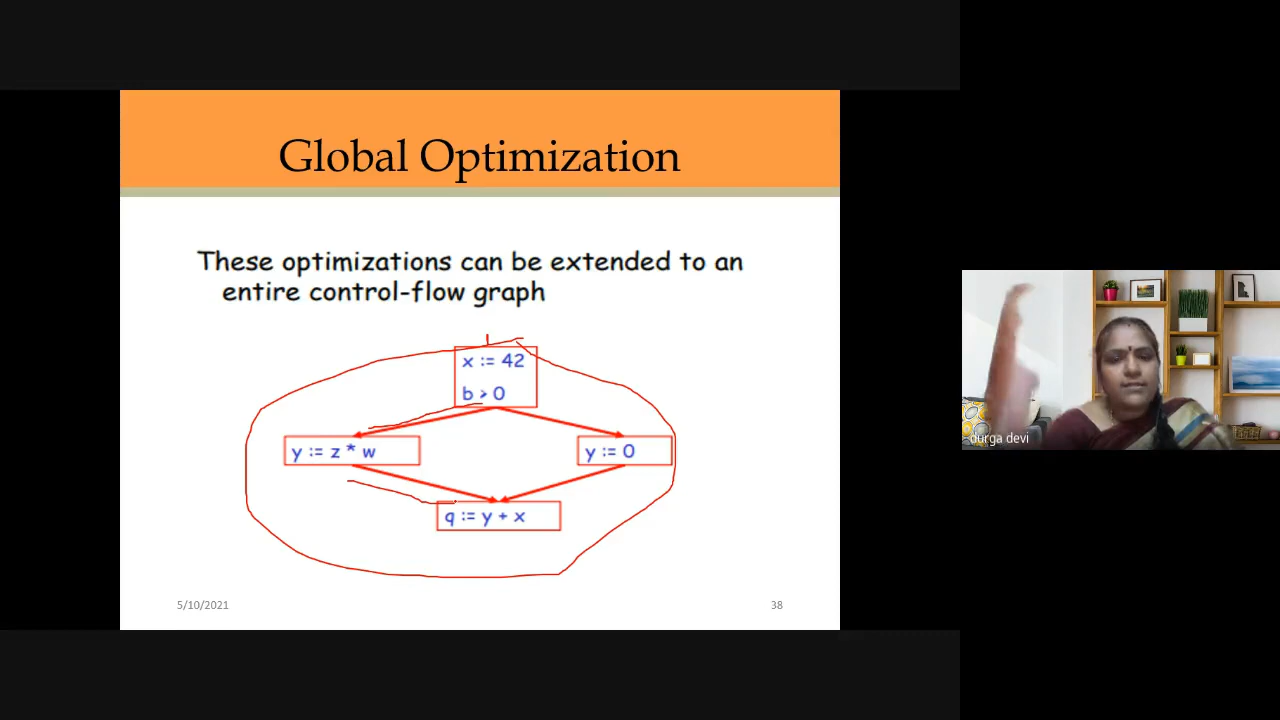 Global Optimization
These optimizations can be extended to an
entire control-flow graph
x := 42
b > 0
y := z * w
y := 0
q := y + x
5/10/2021
38
durga devi